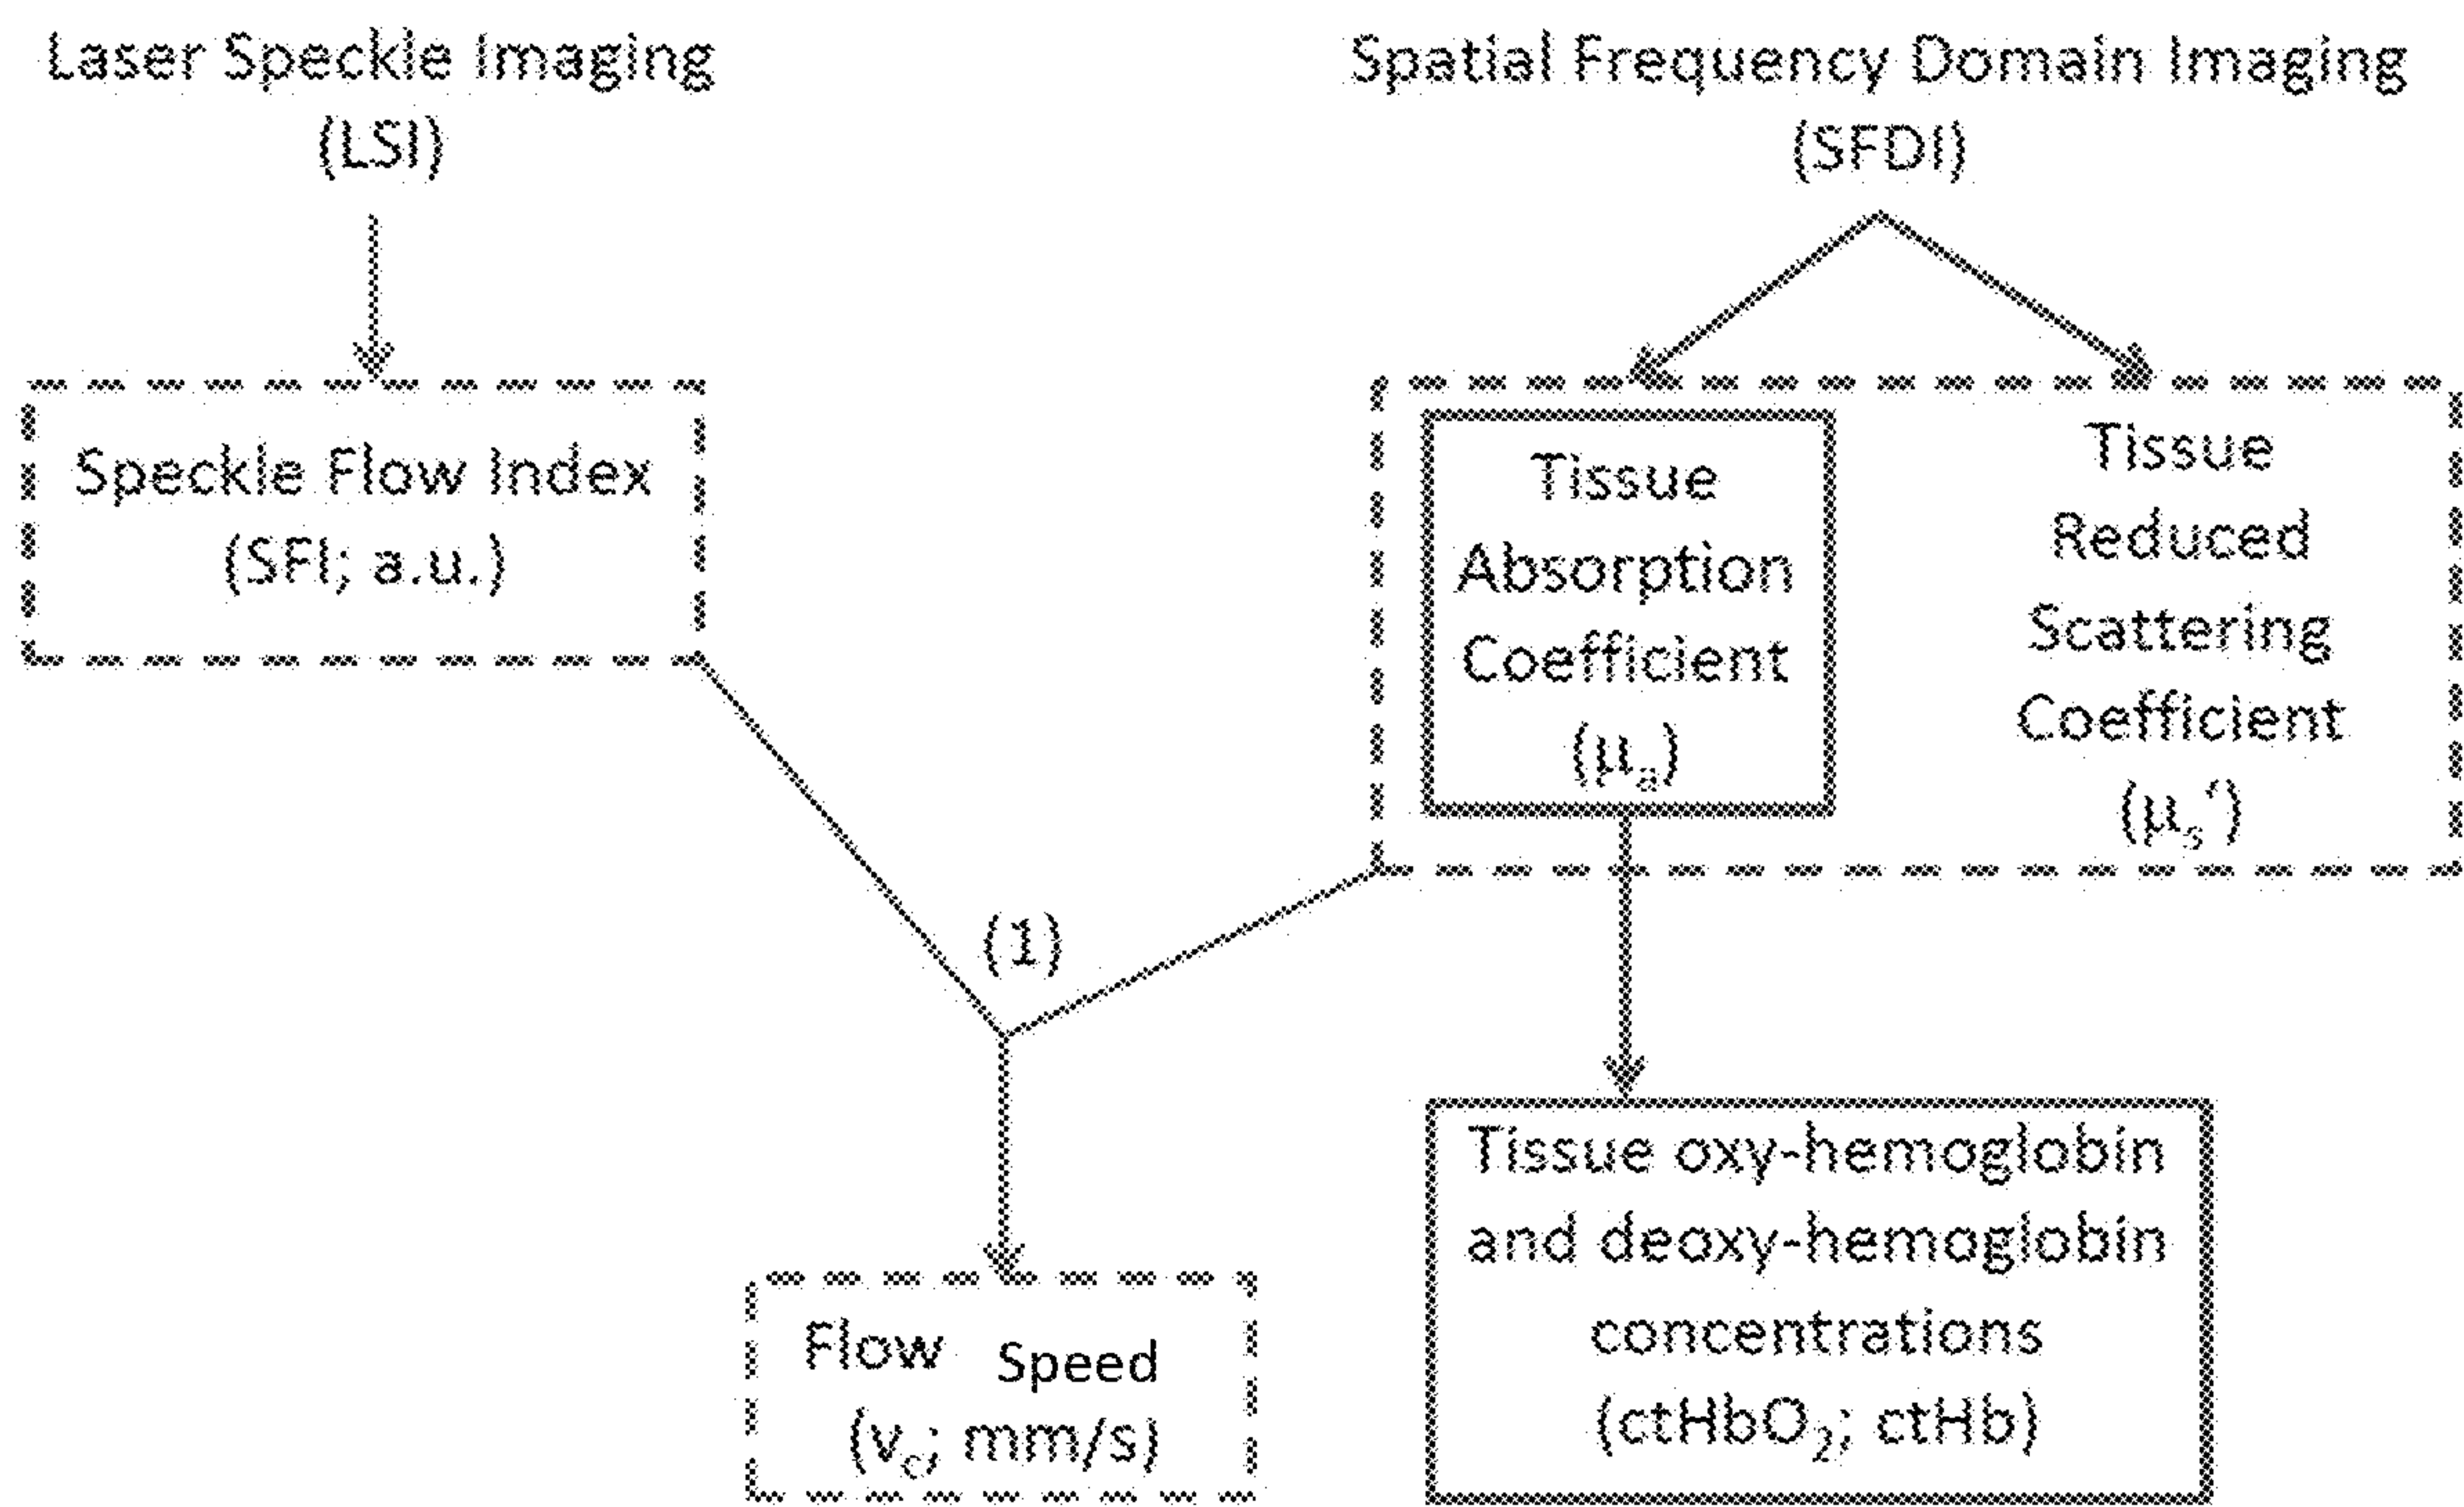 Laser Speckle Imaging
(LSI)
Spatial Frequency Domain Imaging
(SFDI)
Speckle Flow Index
(SFI; a.u.)
Tissue
Absorption
Coefficient
(μₐ)
Tissue
Reduced
Scattering
Coefficient
(μₛ‘)
(1)
Flow Speed
(v꜀; mm/s)
Tissue oxy-hemoglobin
and deoxy-hemoglobin
concentrations
(ctHbO₂; ctHb)